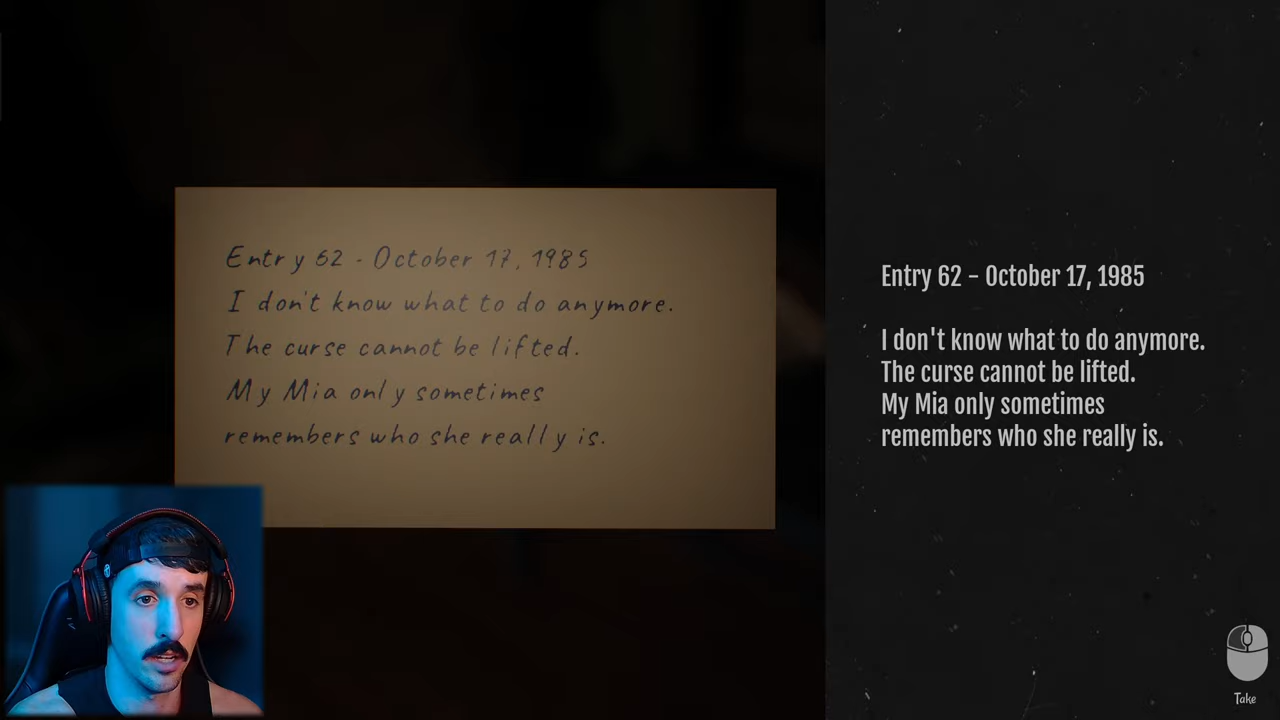 Entry 62 - October 17, 1985
I don't know what to do anymore.
The curse cannot be lifted.
My Mia only sometimes
remembers who she really is.
Entry 62 - October 17, 1985
I don't know what to do anymore.
The curse cannot be lifted.
My Mia only sometimes
remembers who she really is.
Take